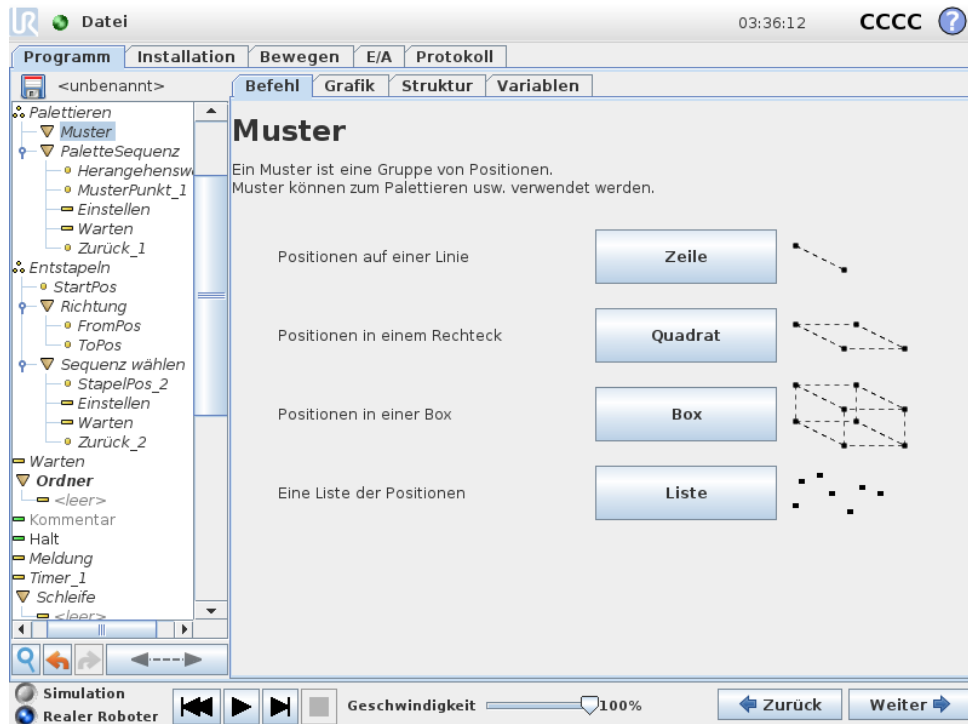 UR Datei 03:36:12 CCCC ?
Programm Installation Bewegen E/A Protokoll
<unbenannt>
Befehl Grafik Struktur Variablen
Palettieren
Muster
PaletteSequenz
Herangehenswe
MusterPunkt_1
Einstellen
Warten
Zurück_1
Entstapeln
StartPos
Richtung
FromPos
ToPos
Sequenz wählen
StapelPos_2
Einstellen
Warten
Zurück_2
Warten
Ordner
<leer>
Kommentar
Halt
Meldung
Timer_1
Schleife
<leer>
Muster
Ein Muster ist eine Gruppe von Positionen.
Muster können zum Palettieren usw. verwendet werden.
Positionen auf einer Linie Zeile
Positionen in einem Rechteck Quadrat
Positionen in einer Box Box
Eine Liste der Positionen Liste
Simulation
Realer Roboter
Geschwindigkeit 100%
Zurück Weiter